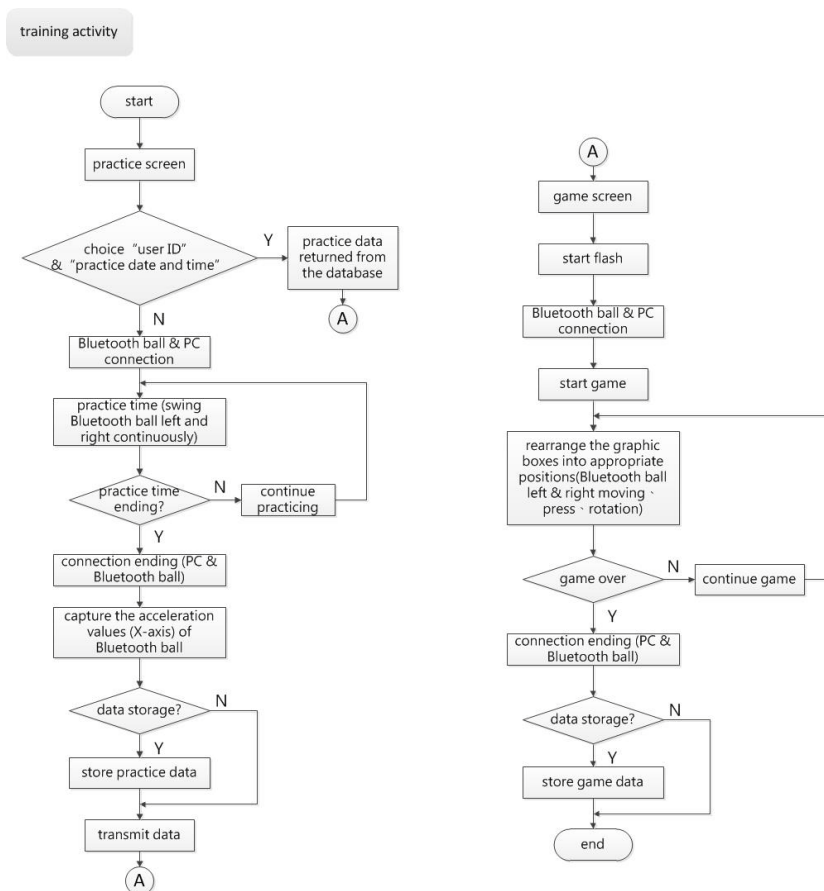 training activity
start
practice screen
choice “user ID”
& “practice date and time”
Y
practice data
returned from
the database
A
N
Bluetooth ball & PC
connection
practice time (swing
Bluetooth ball left and
right continuously)
practice time
ending?
N
continue
practicing
Y
connection ending (PC &
Bluetooth ball)
capture the acceleration
values (X-axis) of
Bluetooth ball
data storage?
N
Y
store practice data
transmit data
A
A
game screen
start flash
Bluetooth ball & PC
connection
start game
rearrange the graphic
boxes into appropriate
positions(Bluetooth ball
left & right moving、
press、rotation)
game over
N
continue game
Y
connection ending (PC &
Bluetooth ball)
data storage?
N
Y
store game data
end